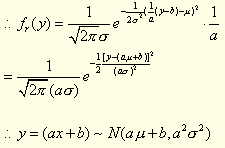 ∴ f_r(y) = 1/(√(2π)σ) e^{-1/(2σ²)(1/a(y-b)-μ)²} · 1/a
= 1/(√(2π)(aσ)) e^{-1/2 [y-(aμ+b)]²/(aσ)²}
∴ y = (ax+b) ~ N(aμ+b, a²σ²)